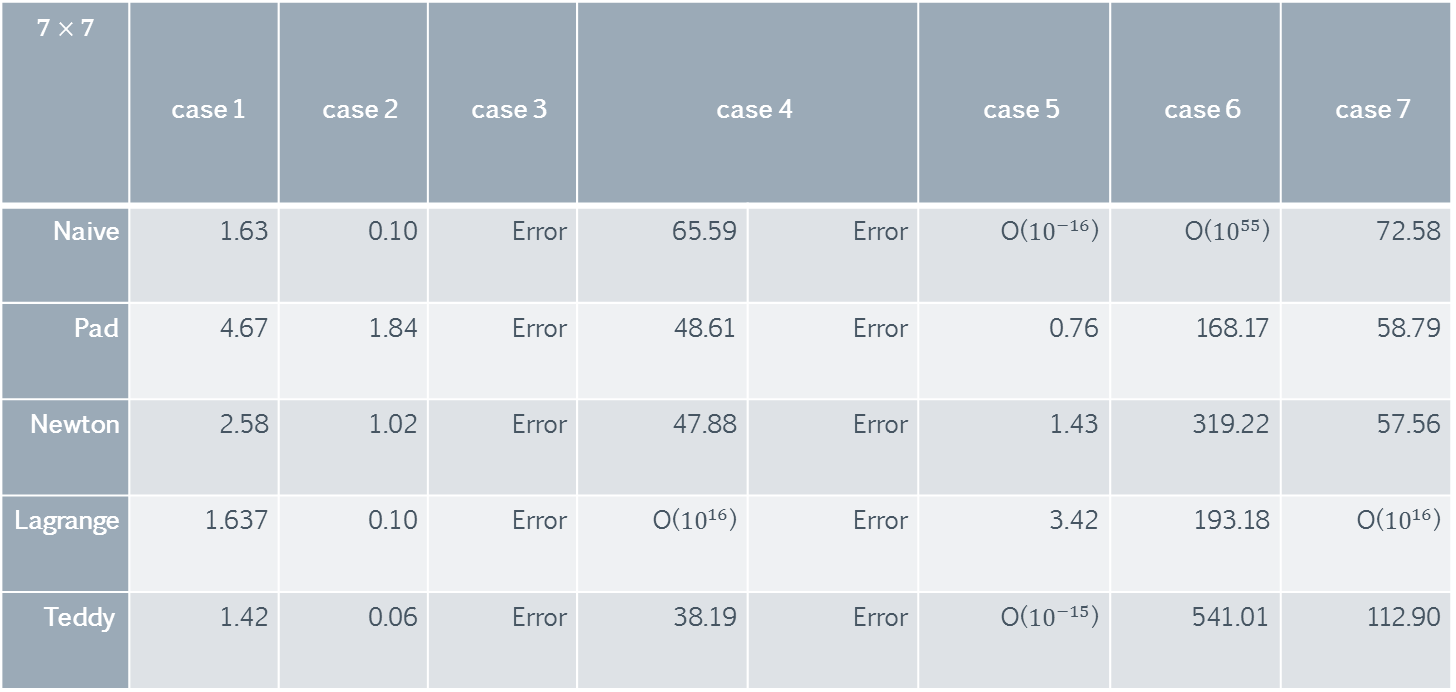 7 × 7 case 1 case 2 case 3 case 4 case 5 case 6 case 7
Naive 1.63 0.10 Error 65.59 Error O(10⁻¹⁶) O(10⁵⁵) 72.58
Pad 4.67 1.84 Error 48.61 Error 0.76 168.17 58.79
Newton 2.58 1.02 Error 47.88 Error 1.43 319.22 57.56
Lagrange 1.637 0.10 Error O(10¹⁶) Error 3.42 193.18 O(10¹⁶)
Teddy 1.42 0.06 Error 38.19 Error O(10⁻¹⁵) 541.01 112.90